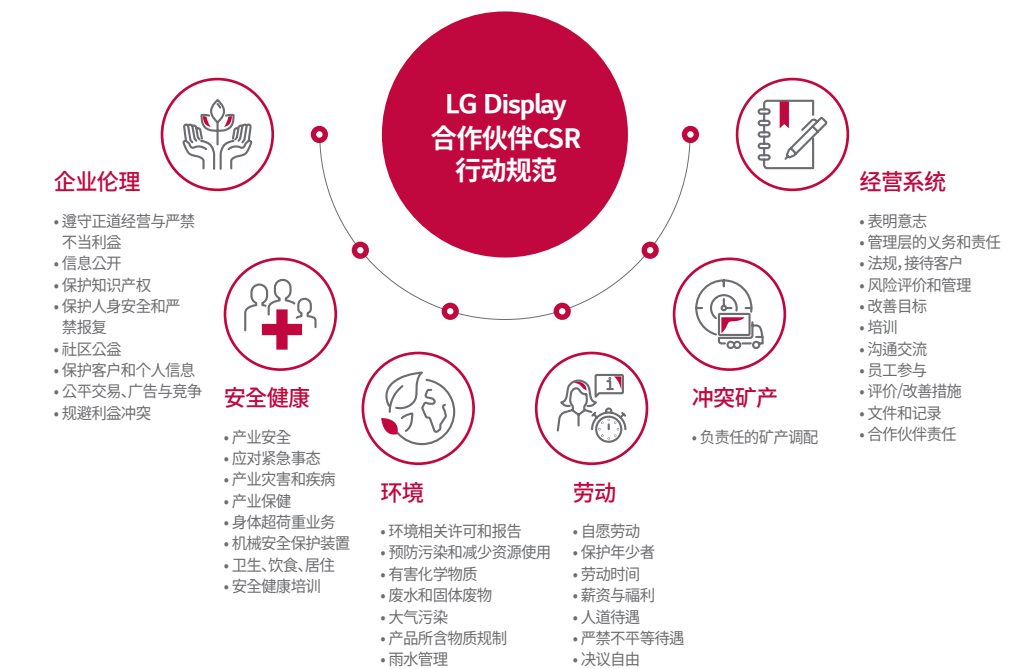 LG Display
合作伙伴CSR
行动规范
企业伦理
• 遵守正道经营与严禁
不当利益
• 信息公开
• 保护知识产权
• 保护人身安全和严
禁报复
• 社区公益
• 保护客户和个人信息
• 公平交易、广告与竞争
• 规避利益冲突
安全健康
• 产业安全
• 应对紧急事态
• 产业灾害和疾病
• 产业保健
• 身体超荷重业务
• 机械安全保护装置
• 卫生、饮食、居住
• 安全健康培训
环境
• 环境相关许可和报告
• 预防污染和减少资源使用
• 有害化学物质
• 废水和固体废物
• 大气污染
• 产品所含物质规制
• 雨水管理
i
劳动
• 自愿劳动
• 保护年少者
• 劳动时间
• 薪资与福利
• 人道待遇
• 严禁不平等待遇
• 决议自由
冲突矿产
• 负责任的矿产调配
经营系统
• 表明意志
• 管理层的义务和责任
• 法规，接待客户
• 风险评价和管理
• 改善目标
• 培训
• 沟通交流
• 员工参与
• 评价/改善措施
• 文件和记录
• 合作伙伴责任